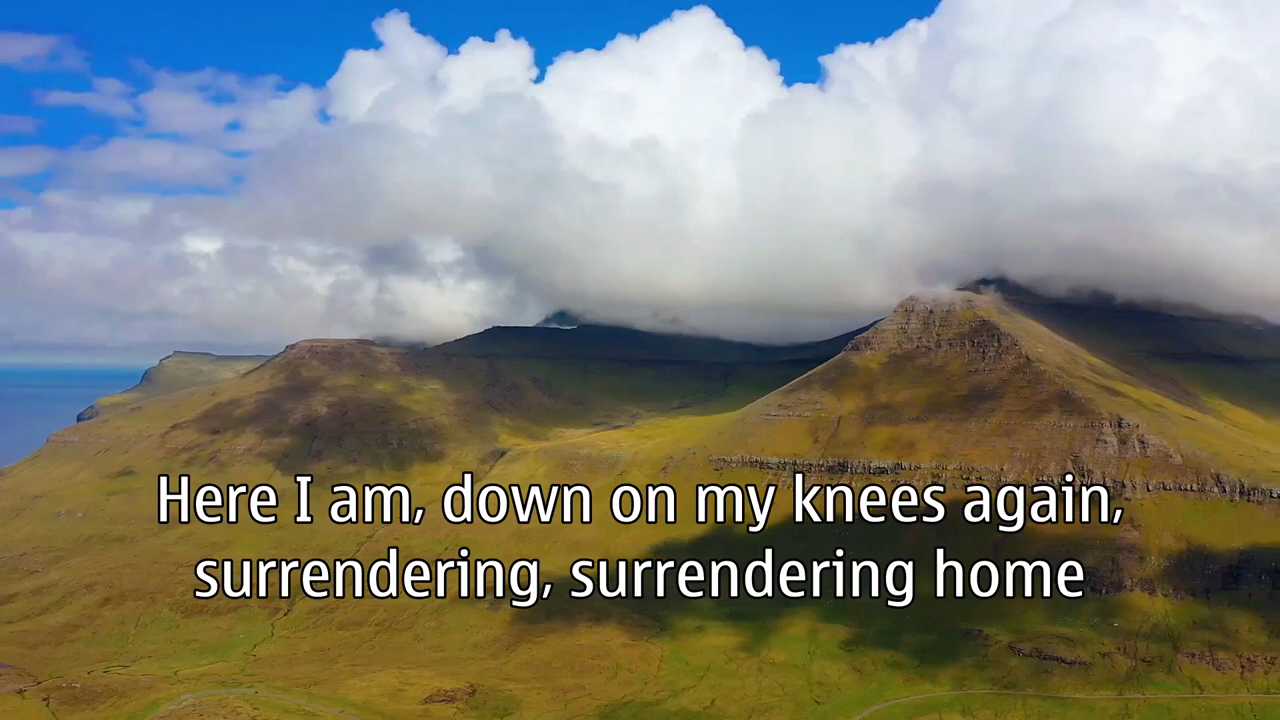 Here I am, down on my knees again,
surrendering, surrendering home